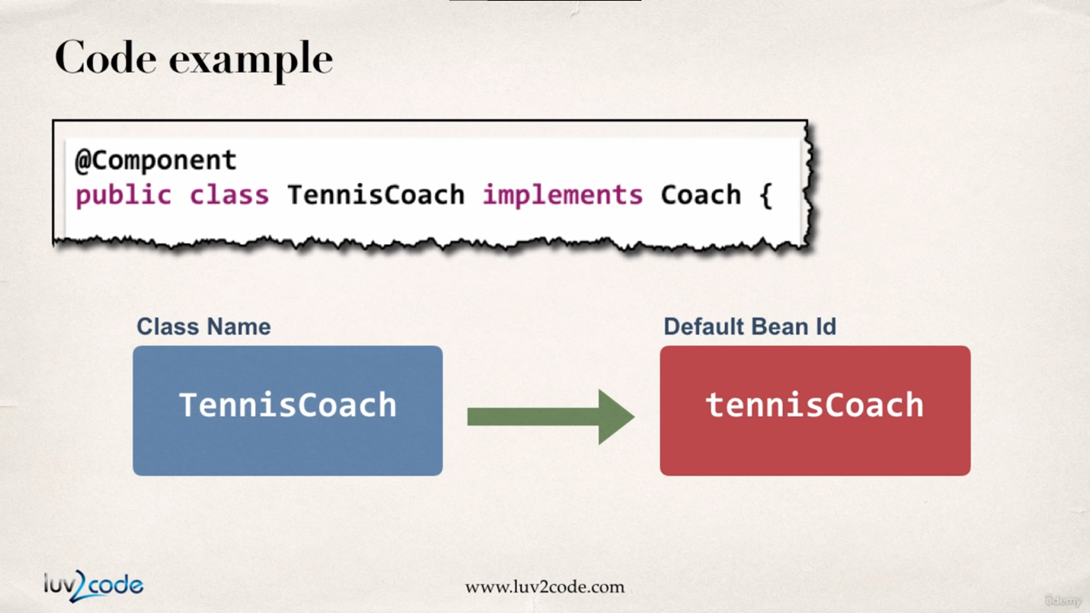 Code example
@Component
public class TennisCoach implements Coach {
Class Name
Default Bean Id
TennisCoach
tennisCoach
luv2code
www.luv2code.com
ûdemy